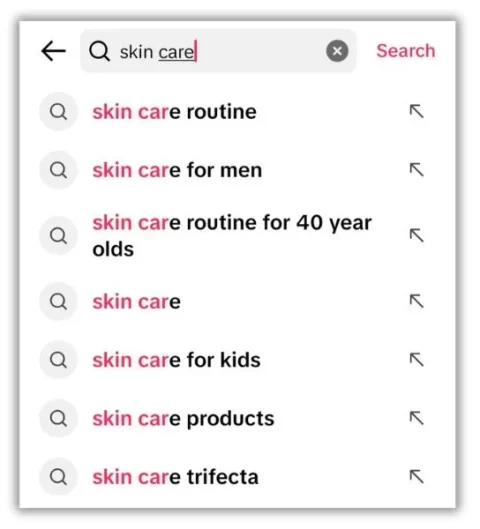 skin care
Search
skin care routine
skin care for men
skin care routine for 40 year
olds
skin care
skin care for kids
skin care products
skin care trifecta